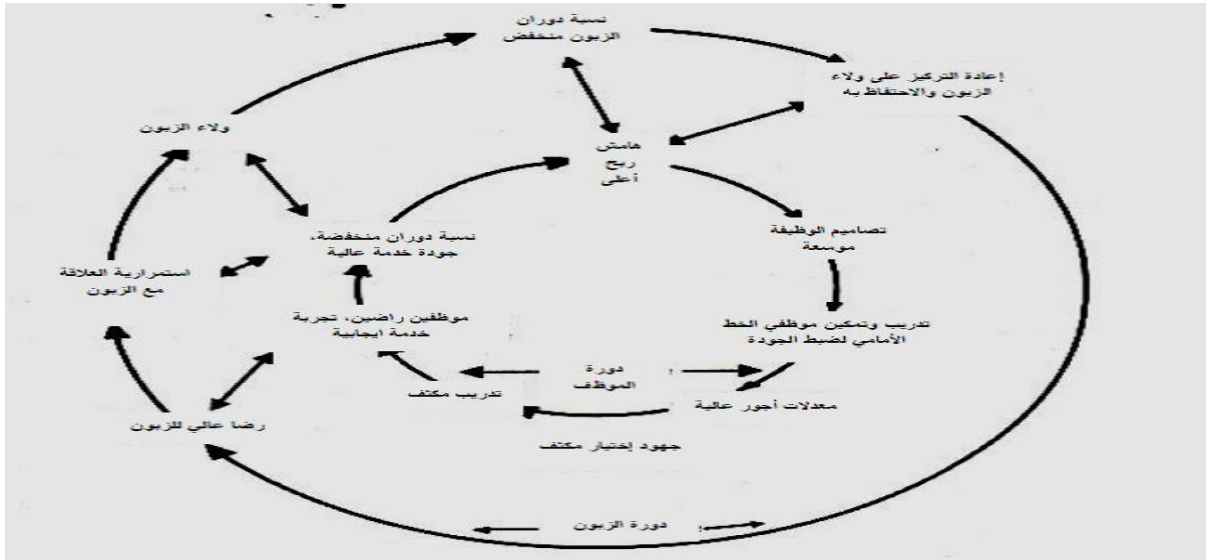 نسبة دوران
الزبون منخفض
إعادة التركيز على ولاء
الزبون والاحتفاظ به
ولاء الزبون
هامش
ربح
أعلى
تصاميم الوظيفة
موسعة
نسبة دوران منخفضة،
جودة خدمة عالية
استمرارية العلاقة
مع الزبون
موظفين راضين، تجربة
خدمة ايجابية
تدريب وتمكين موظفي الخط
الأمامي لضبط الجودة
دورة
الموظف
تدريب مكثف
معدلات أجور عالية
رضا عالي للزبون
جهود إختيار مكثف
دورة الزبون